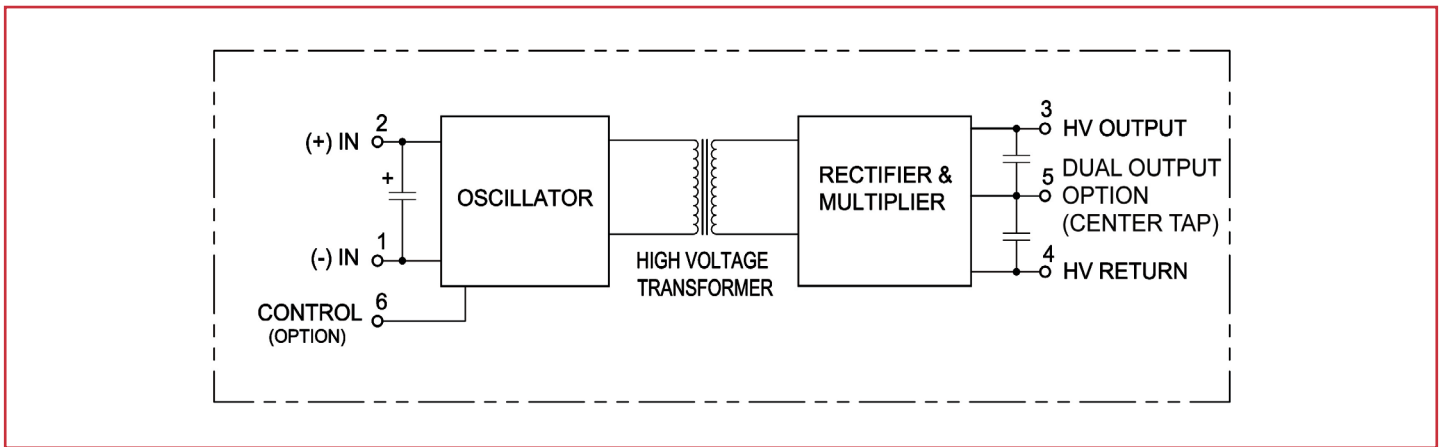 2
(+) IN
+
1
(-) IN
6
CONTROL
(OPTION)
OSCILLATOR
HIGH VOLTAGE
TRANSFORMER
RECTIFIER &
MULTIPLIER
3
HV OUTPUT
5
DUAL OUTPUT
OPTION
(CENTER TAP)
4
HV RETURN